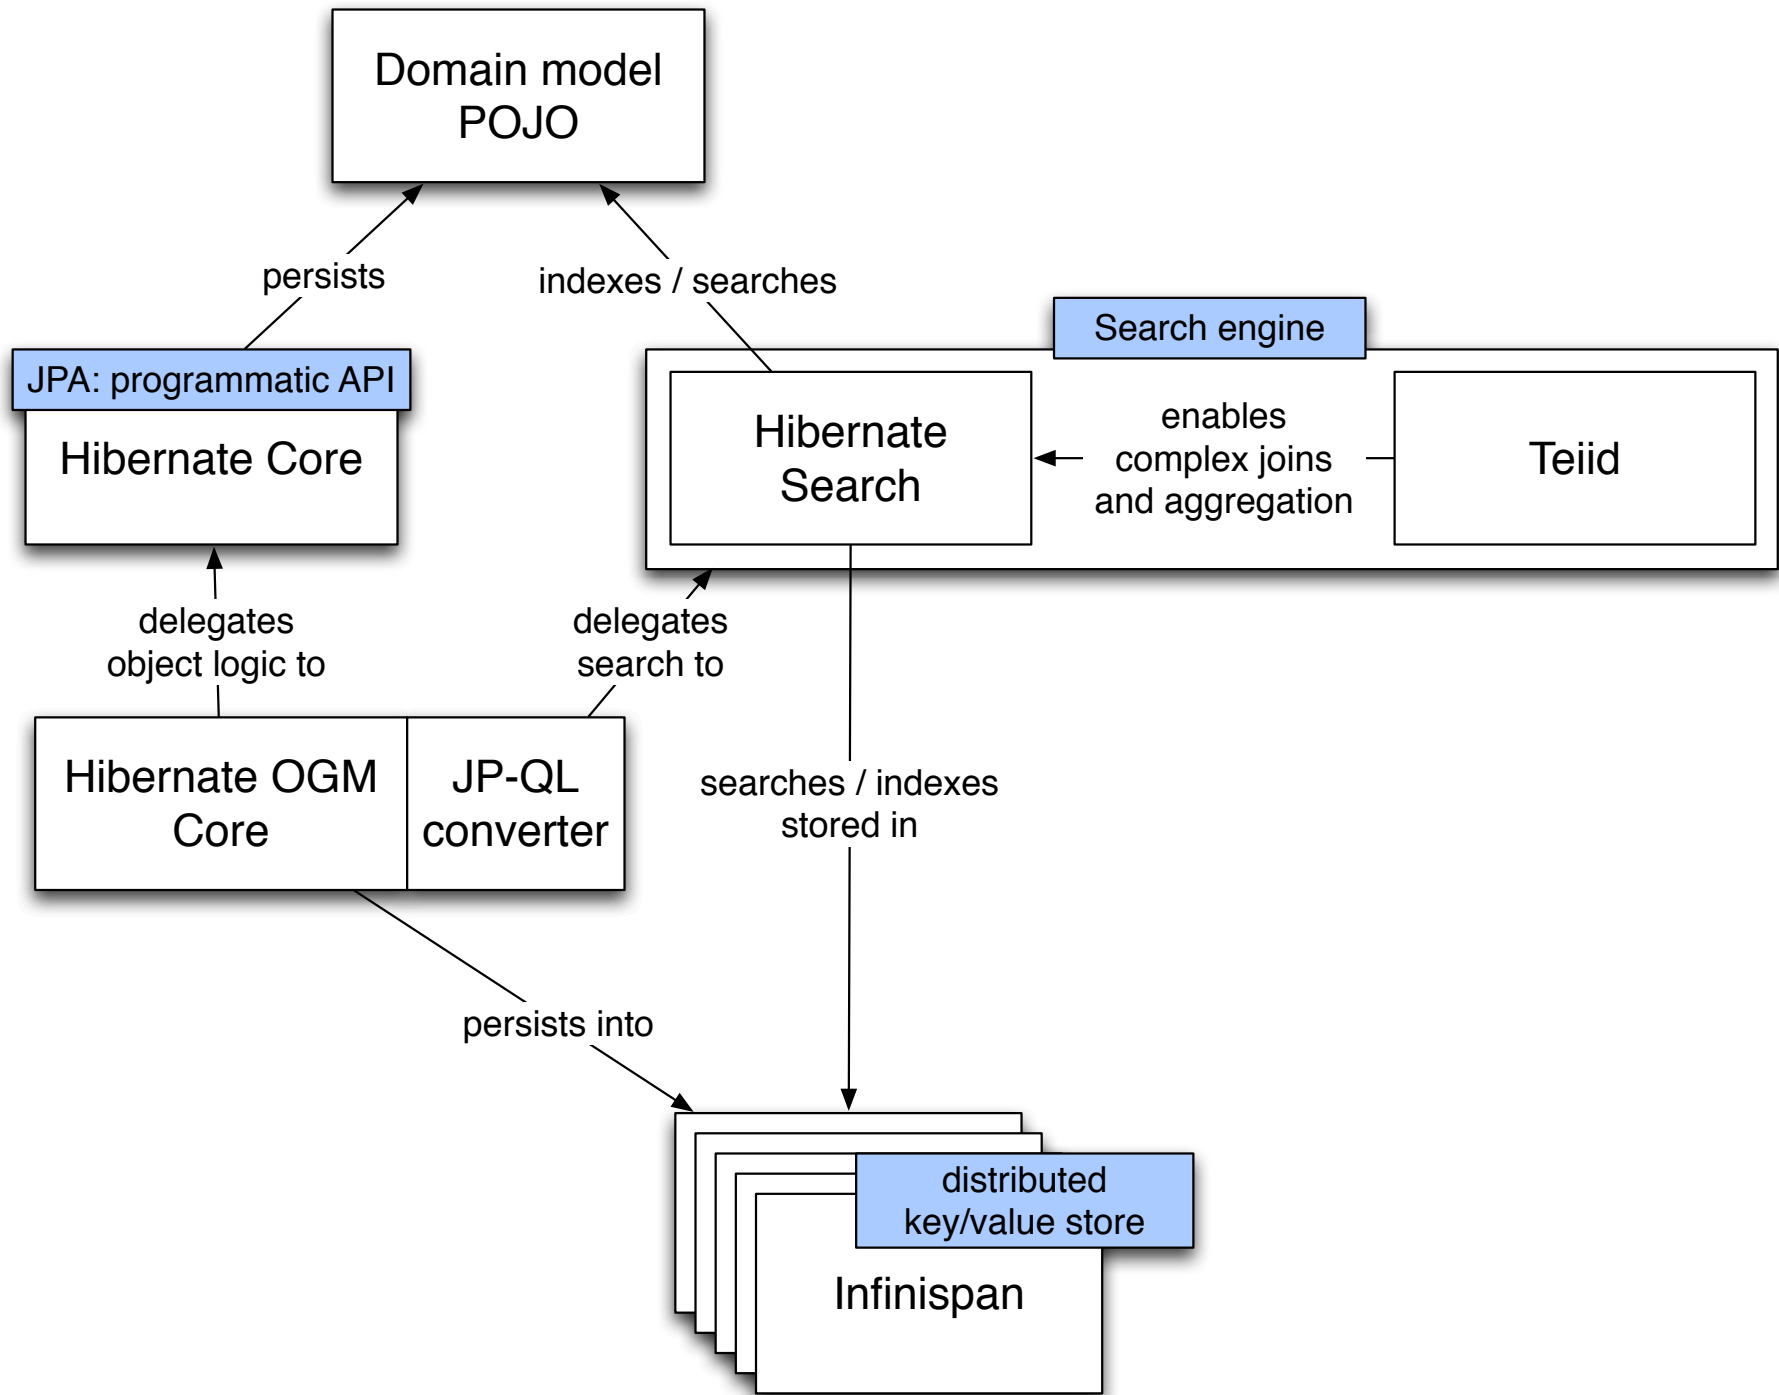 Domain model
POJO
persists
indexes / searches
Search engine
JPA: programmatic API
Hibernate Core
Hibernate
Search
enables
complex joins
and aggregation
Teiid
delegates
object logic to
delegates
search to
Hibernate OGM
Core
JP-QL
converter
searches / indexes
stored in
persists into
distributed
key/value store
Infinispan